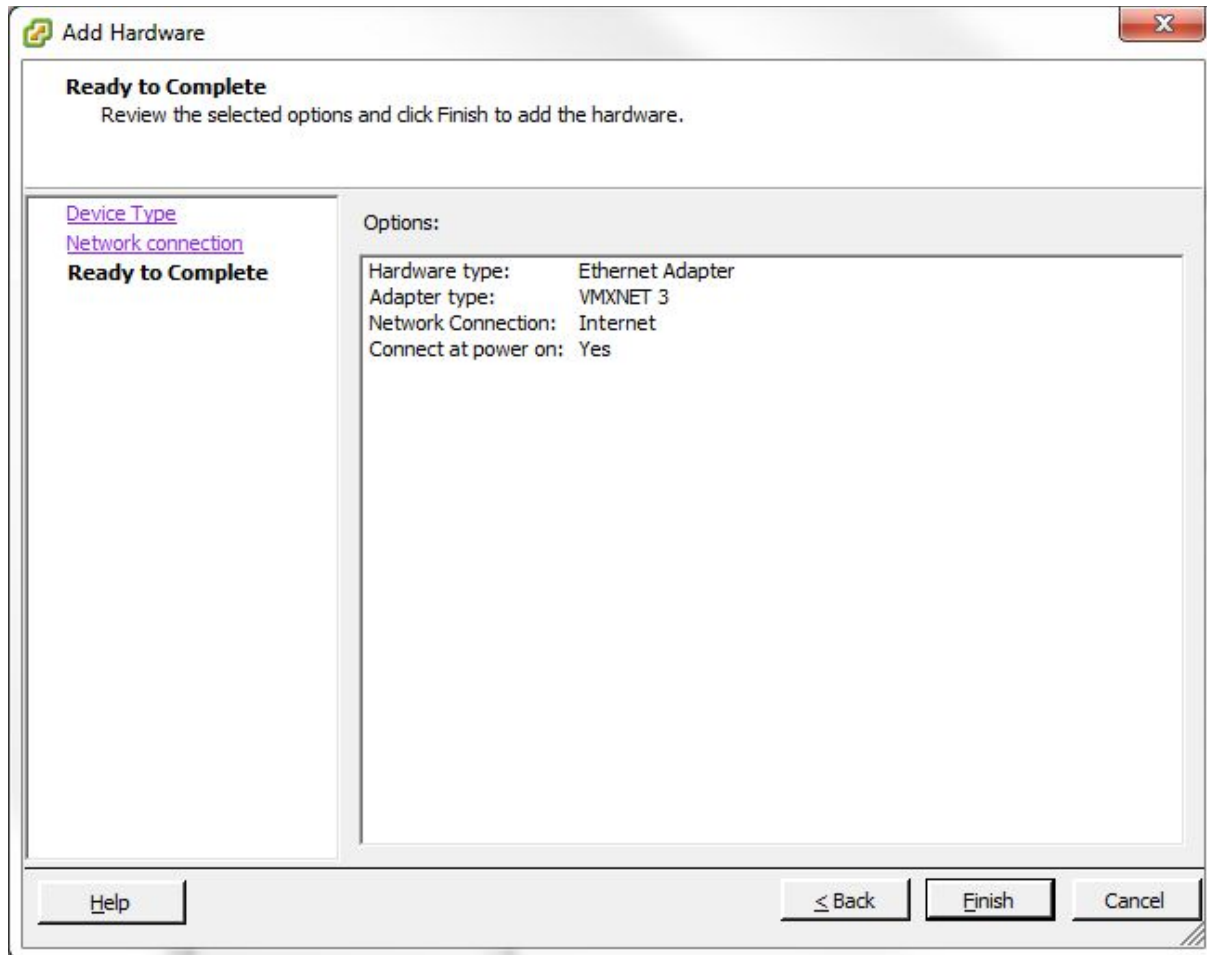 Add Hardware
Ready to Complete
Review the selected options and click Finish to add the hardware.
Device Type
Network connection
Ready to Complete
Options:
Hardware type: Ethernet Adapter
Adapter type: VMXNET 3
Network Connection: Internet
Connect at power on: Yes
Help
< Back
Finish
Cancel